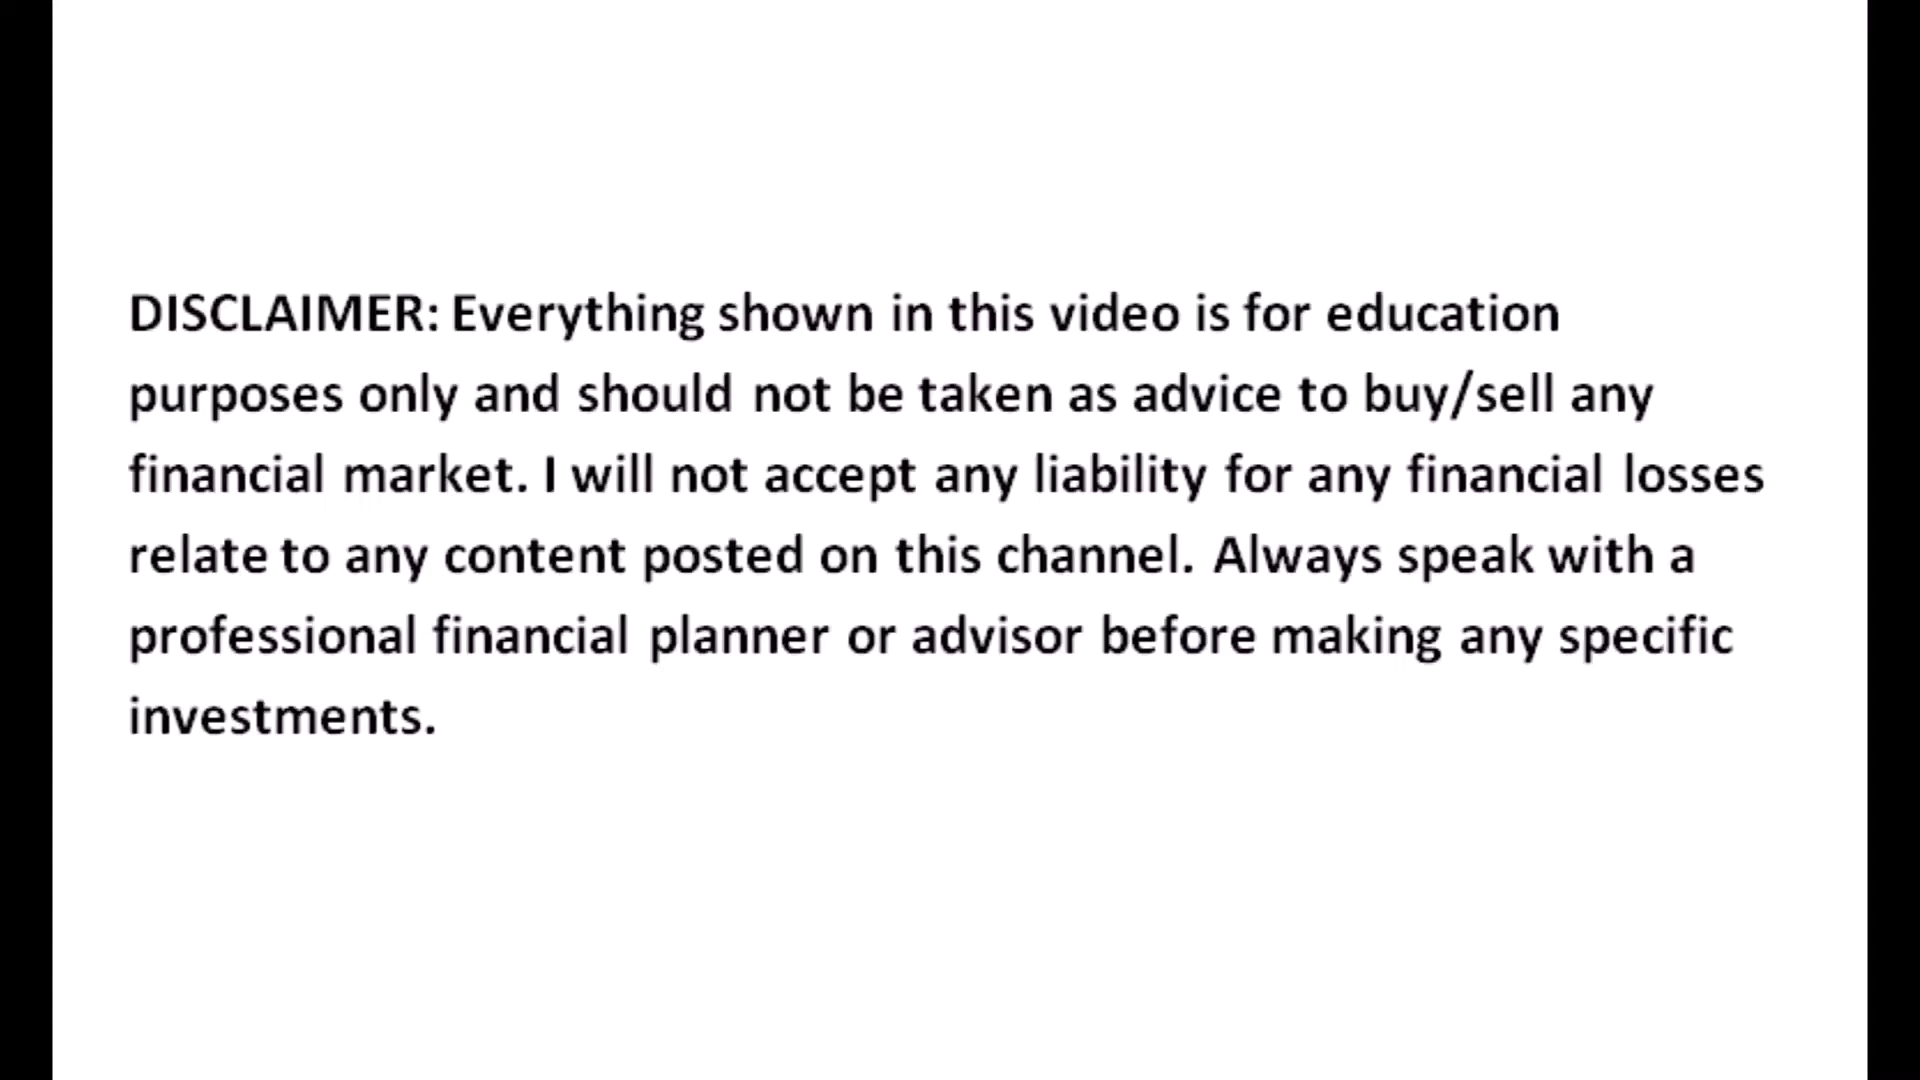 DISCLAIMER: Everything shown in this video is for education
purposes only and should not be taken as advice to buy/sell any
financial market. I will not accept any liability for any financial losses
relate to any content posted on this channel. Always speak with a
professional financial planner or advisor before making any specific
investments.